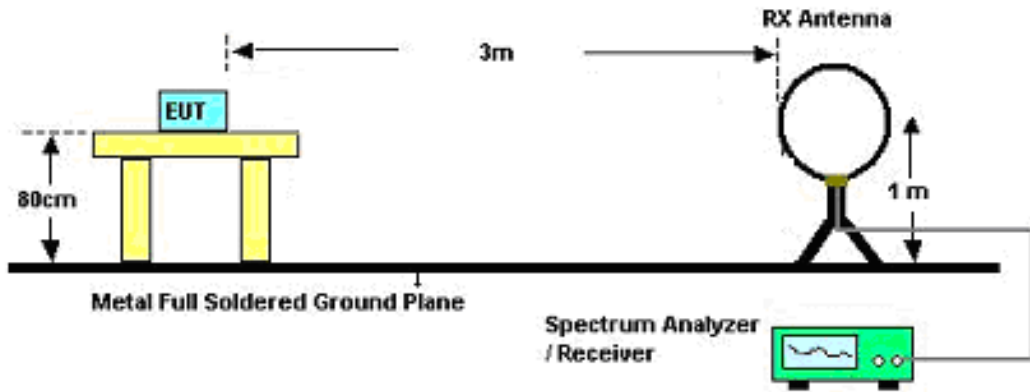 RX Antenna
3m
EUT
80cm
1 m
Metal Full Soldered Ground Plane
Spectrum Analyzer
/ Receiver